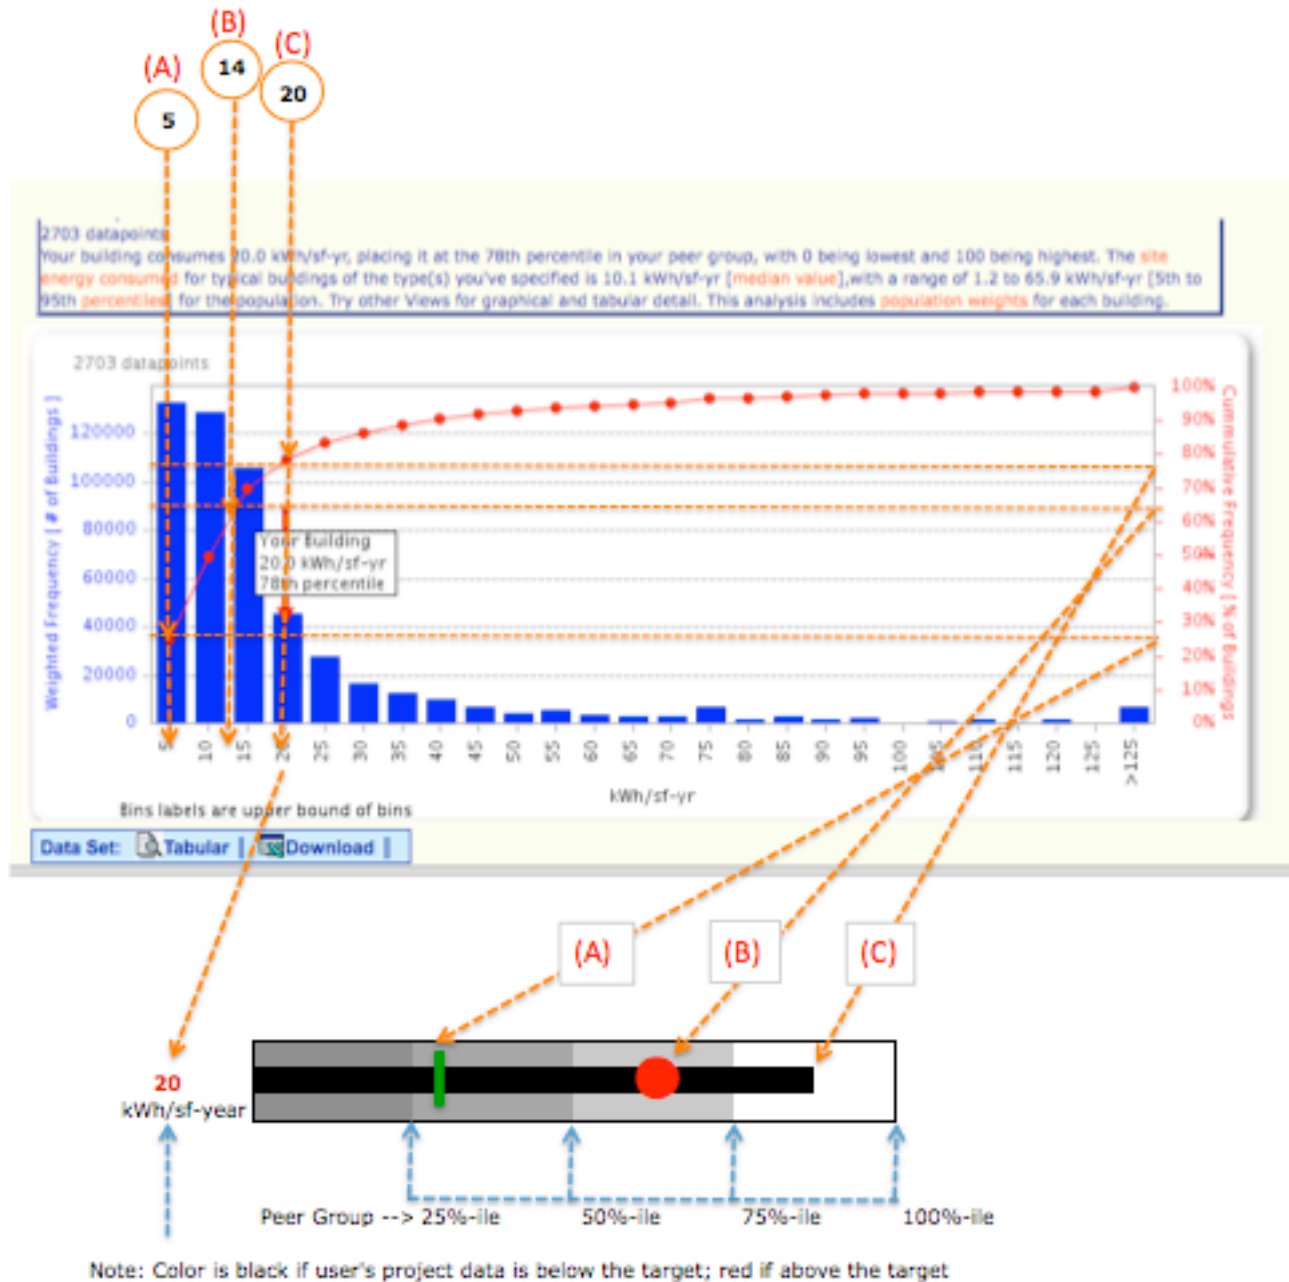 (B)
(C)
(A)
14
20
5
2703 datapoints
Your building consumes 20.0 kWh/sf-yr, placing it at the 78th percentile in your peer group, with 0 being lowest and 100 being highest. The site
energy consumed for typical buildings of the type(s) you've specified is 10.1 kWh/sf-yr [median value],with a range of 1.2 to 65.9 kWh/sf-yr [5th to
95th percentiles] for the population. Try other Views for graphical and tabular detail. This analysis includes population weights for each building.
2703 datapoints
Weighted Frequency [ # of Buildings ]
120000
100000
80000
60000
40000
20000
0
Your Building
20.0 kWh/sf-yr
78th percentile
100%
90%
80%
70%
60%
50%
40%
30%
20%
10%
0%
Cummulative Frequency [ % of Buildings
5 10 15 20 25 30 35 40 45 50 55 60 65 70 75 80 85 90 95 100 105 110 115 120 125 >125
kWh/sf-yr
Bins labels are upper bound of bins
Data Set: Tabular | Download |
(A) (B) (C)
20
kWh/sf-year
Peer Group --> 25%-ile 50%-ile 75%-ile 100%-ile
Note: Color is black if user's project data is below the target; red if above the target